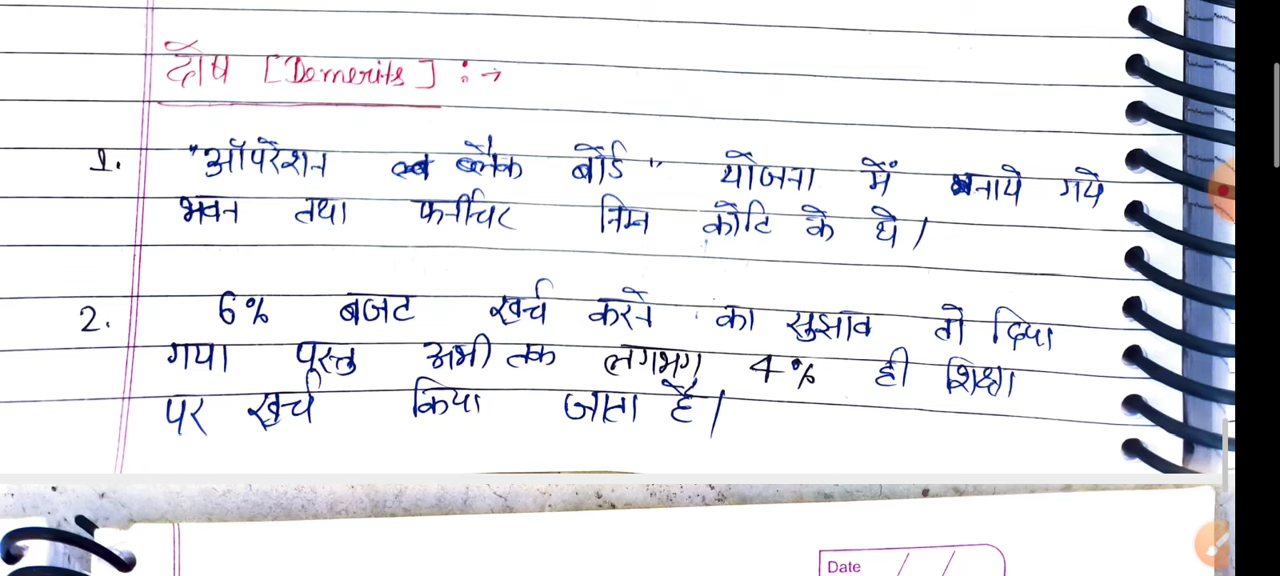 दोष [Demerits] :→
1. "ऑपरेशन ब्लैक बोर्ड" योजना में बनाये गये
भवन तथा फर्नीचर निम्न कोटि के थे।
2. 6% बजट खर्च करने का सुझाव तो दिया
गया परन्तु अभी तक लगभग 4% ही शिक्षा
पर खर्च किया जाता है।
Date / /